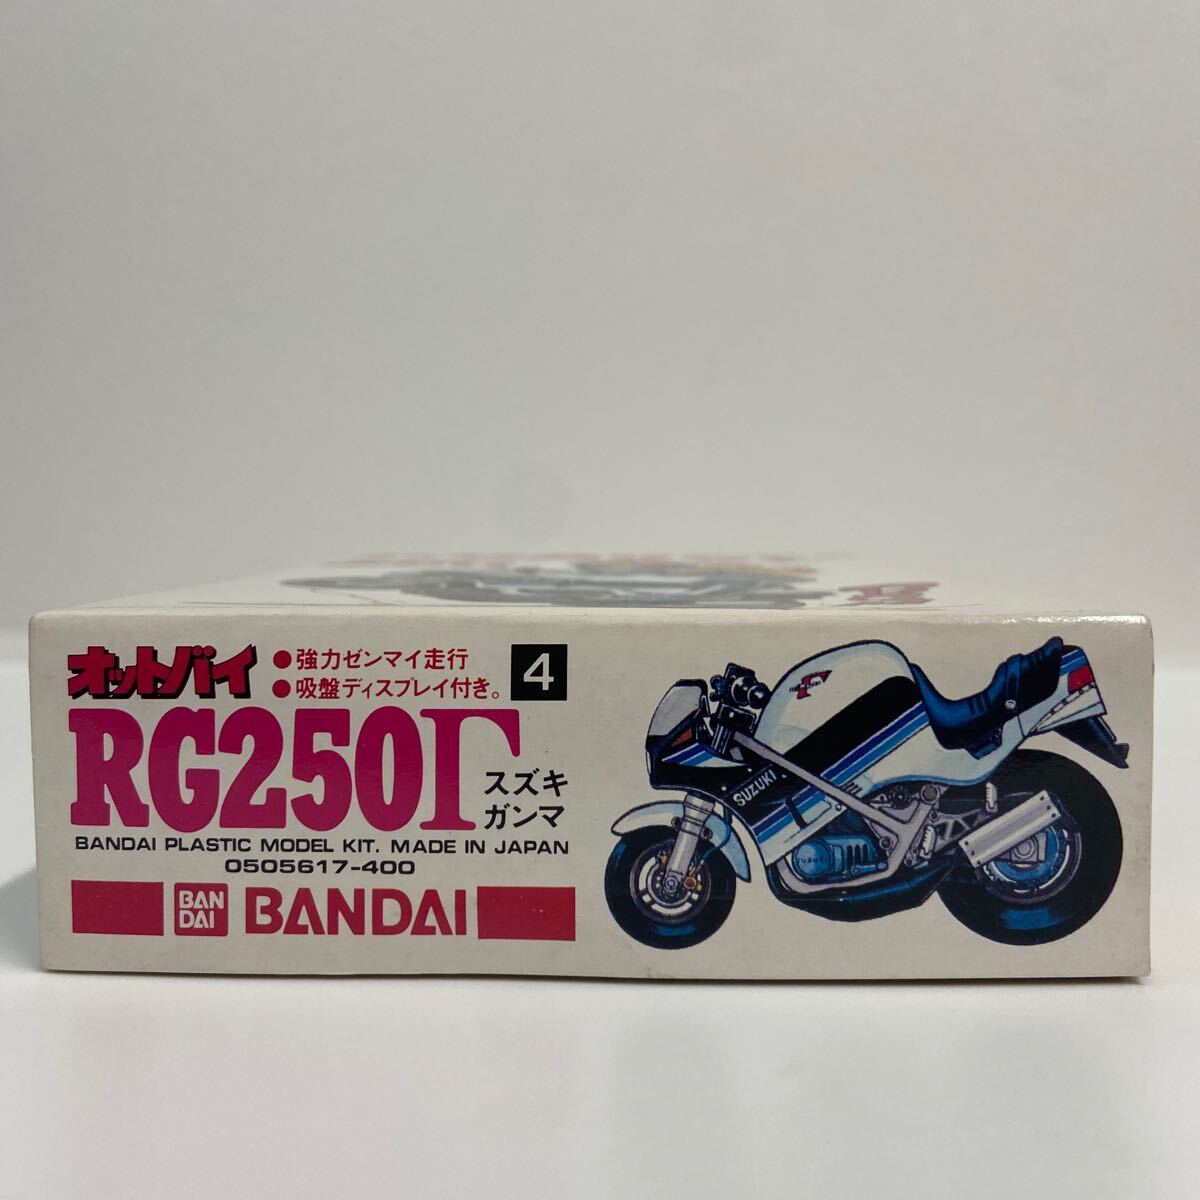 オットバイ
●強力ゼンマイ走行
●吸盤ディスプレイ付き。
4
RG250Γ
スズキ
ガンマ
BANDAI PLASTIC MODEL KIT. MADE IN JAPAN
0505617-400
BAN
DAI
BANDAI
SUZUKI
SUZUKI